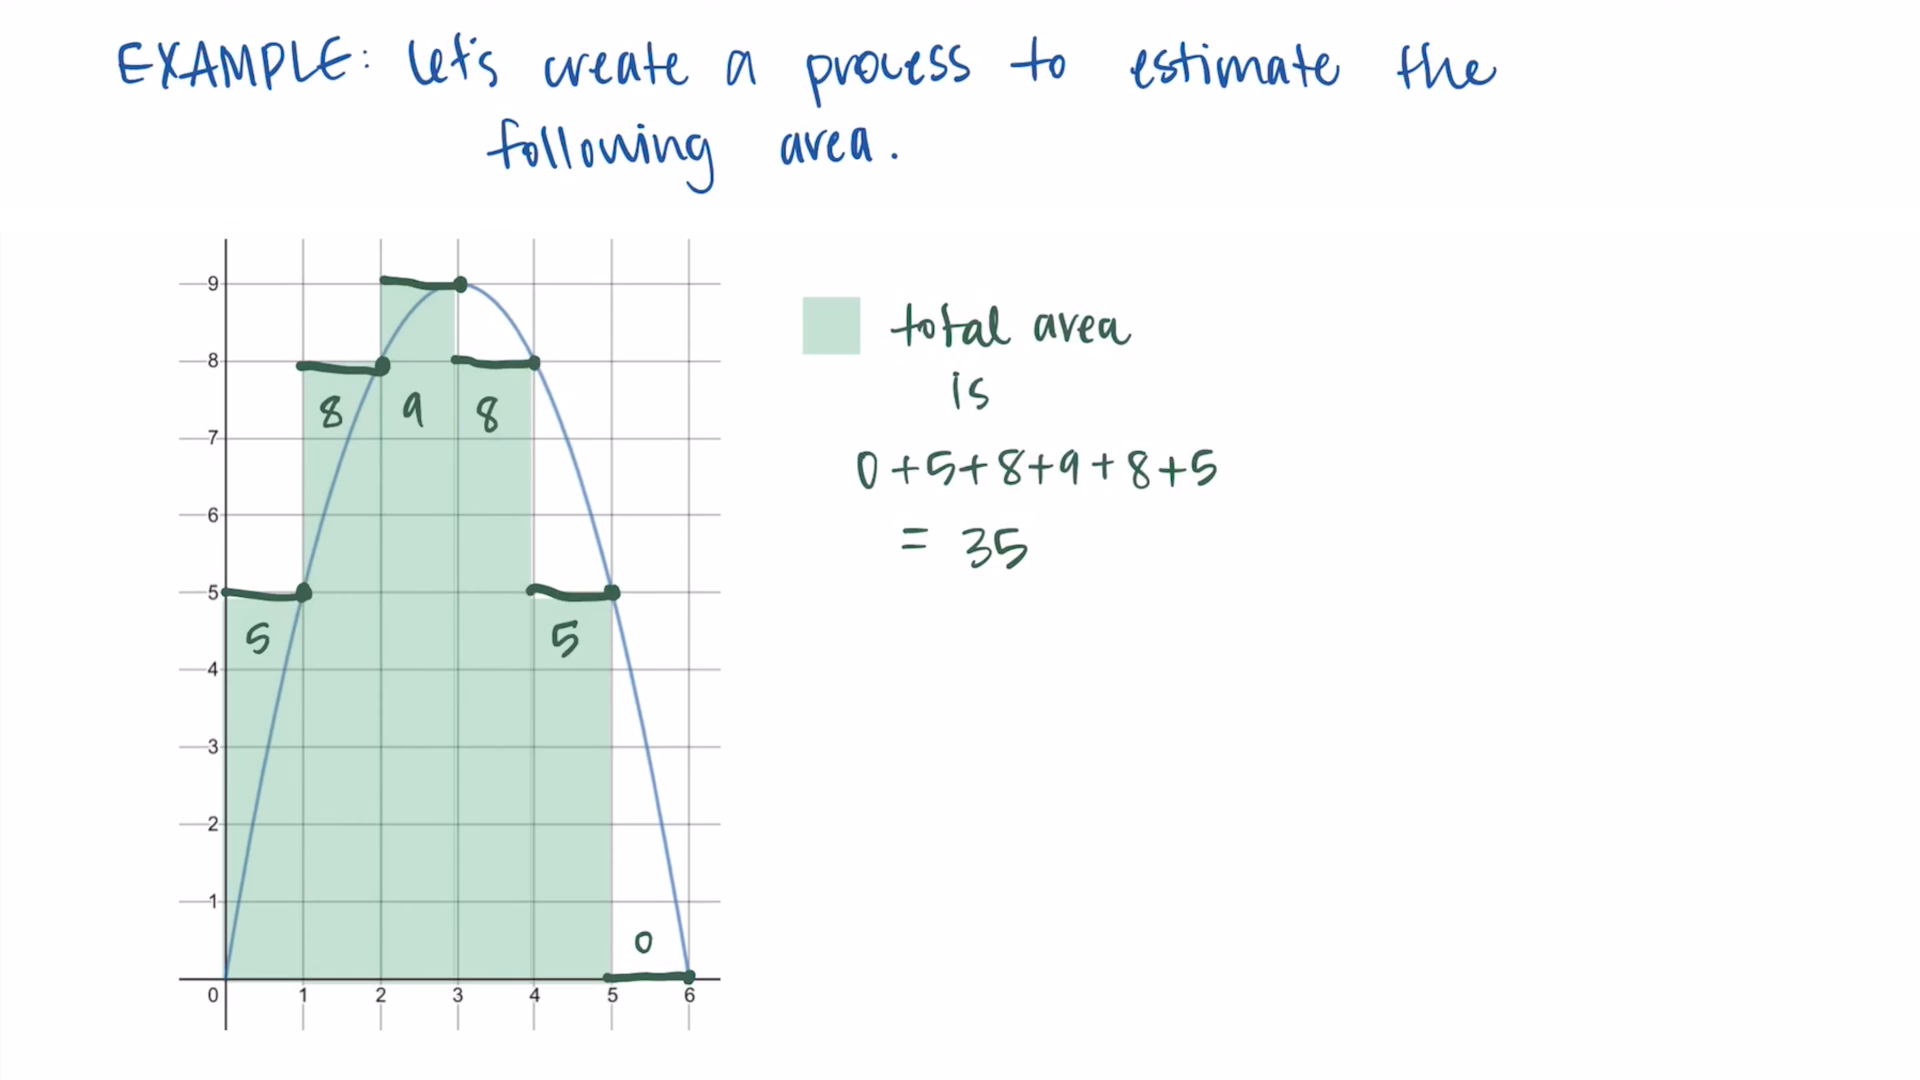 EXAMPLE: let's create a process to estimate the
following area.
9
8
7
6
5
4
3
2
1
0 1 2 3 4 5 6
8 9 8
5 5
0
total area
is
0+5+8+9+8+5
= 35